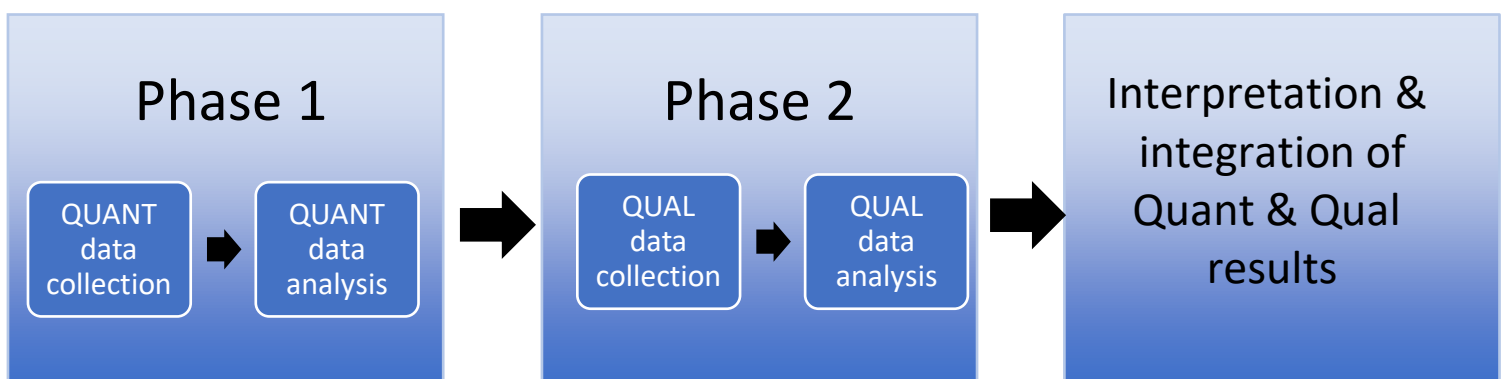 Phase 1
QUANT
data
collection
QUANT
data
analysis
Phase 2
QUAL
data
collection
QUAL
data
analysis
Interpretation &
integration of
Quant & Qual
results